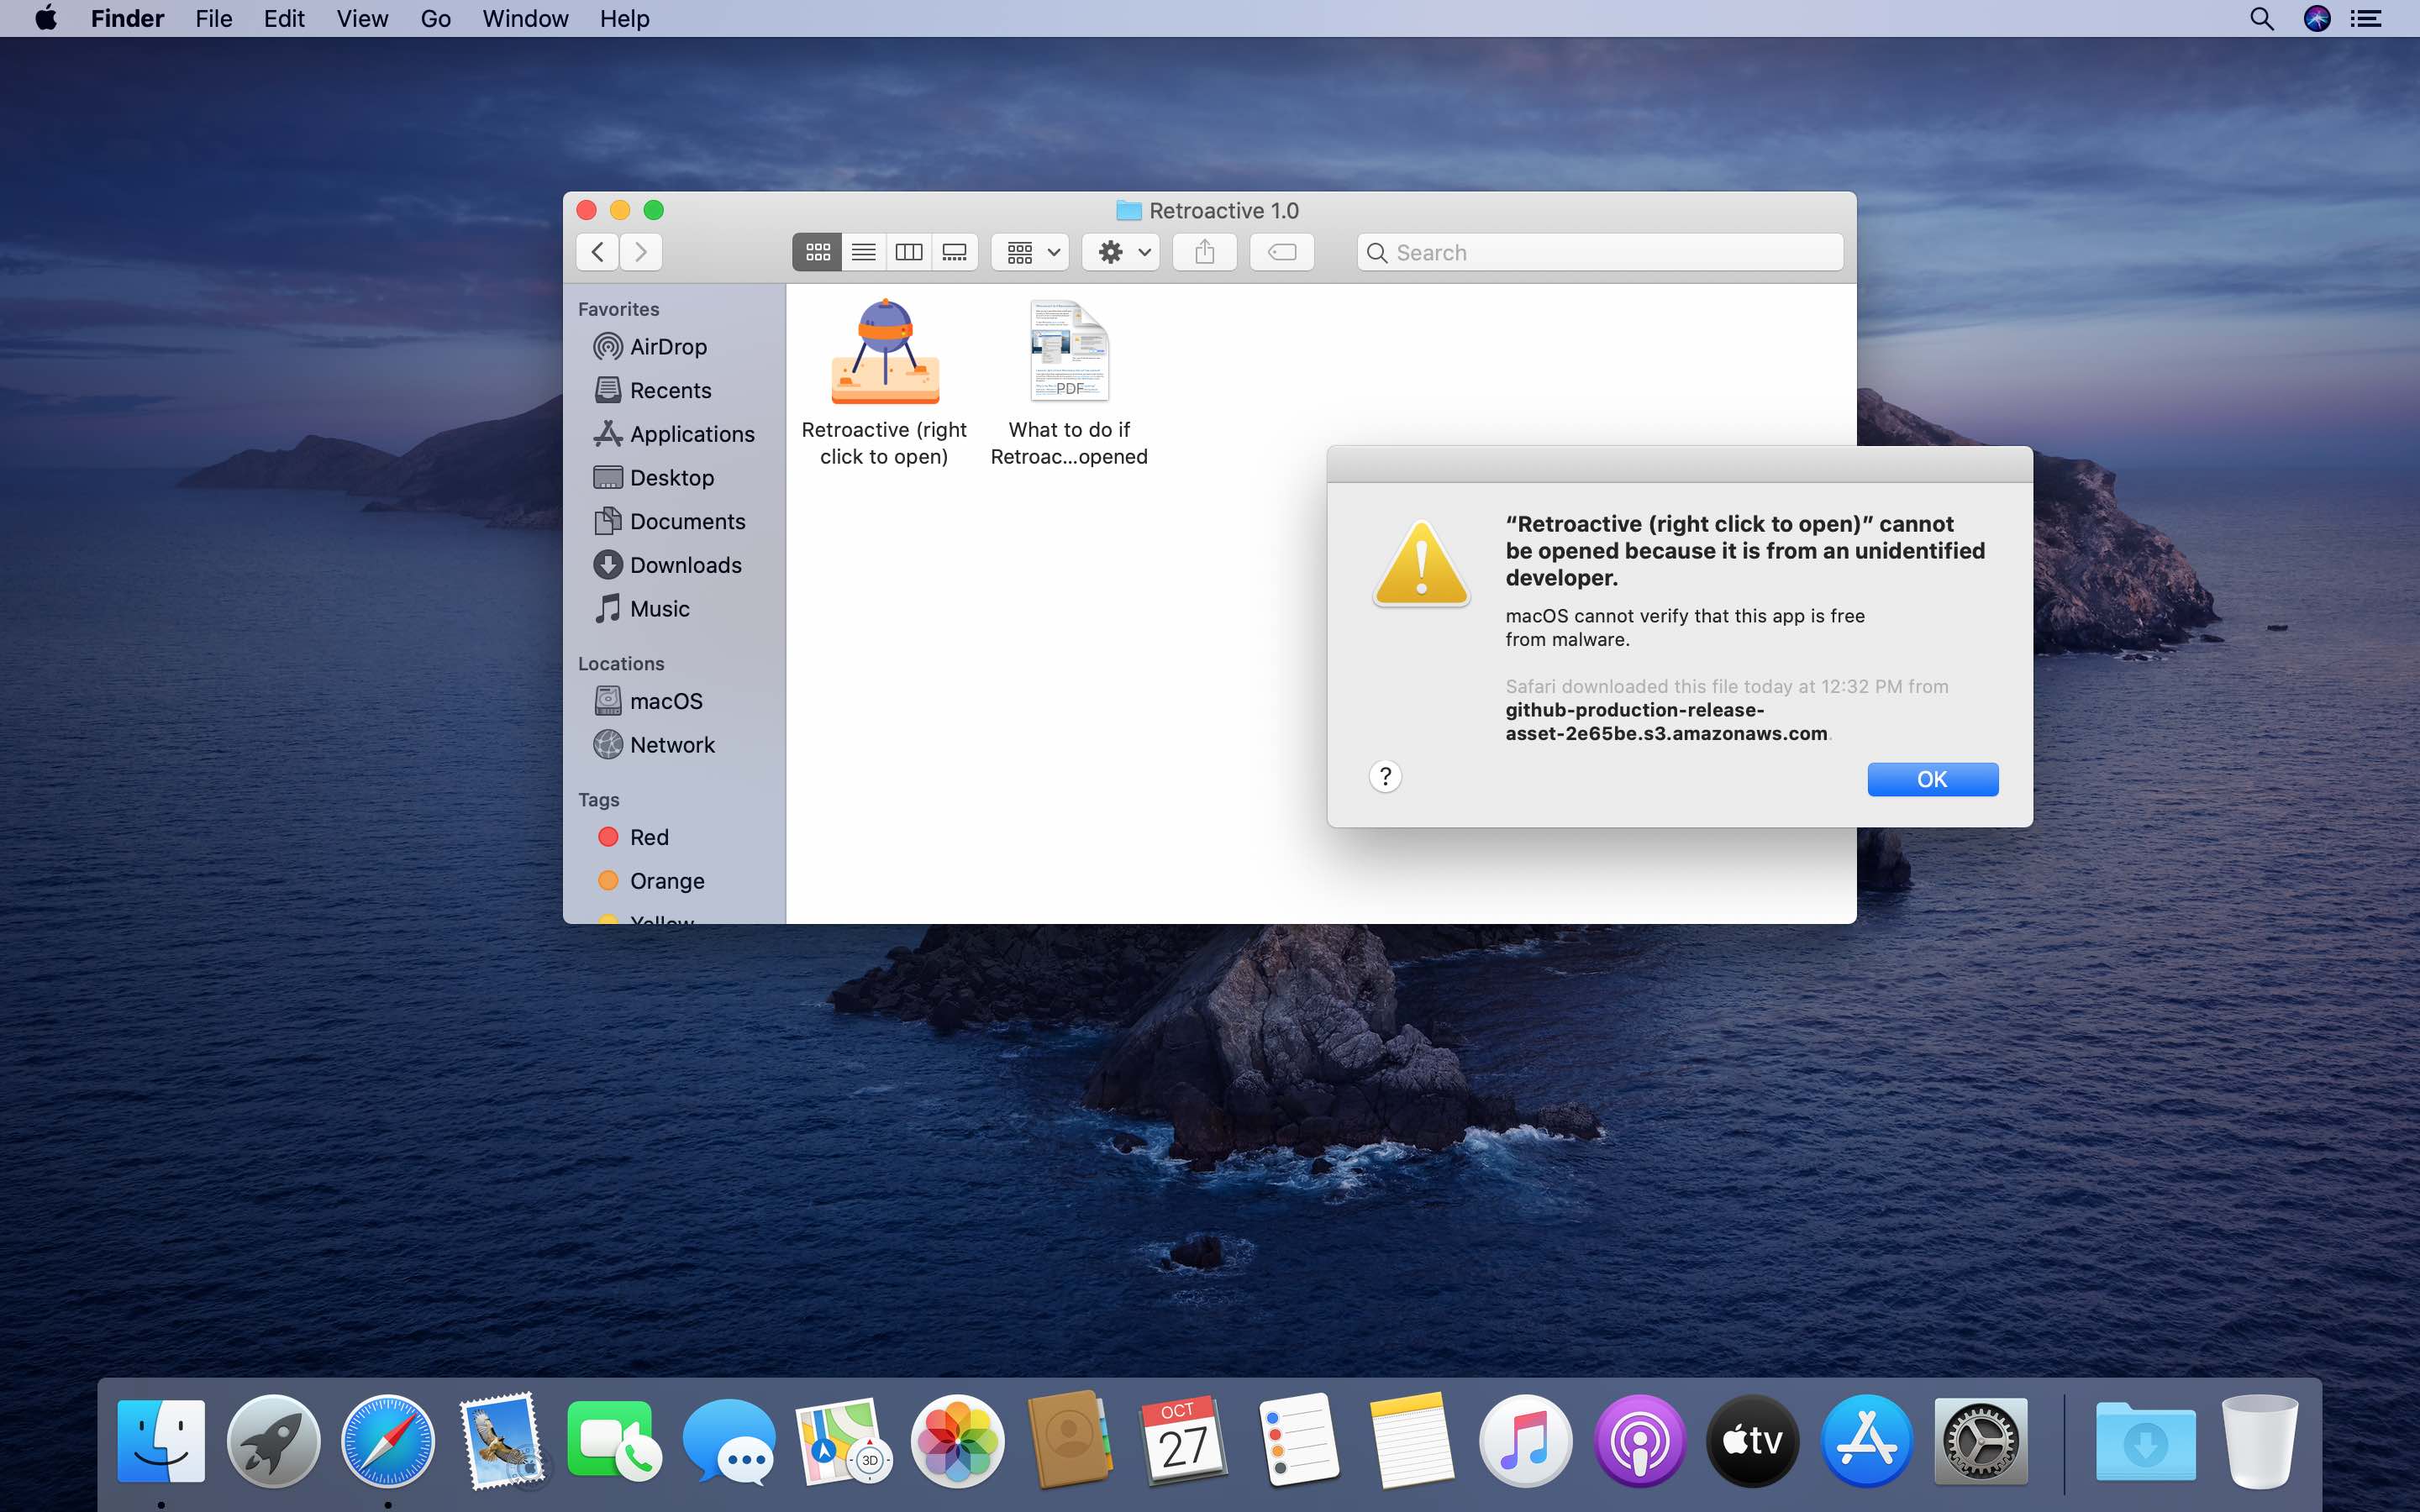 Finder File Edit View Go Window Help
Retroactive 1.0
Search
Favorites
AirDrop
Recents
Applications
Desktop
Documents
Downloads
Music
Locations
macOS
Network
Tags
Red
Orange
Yellow
Retroactive (right
click to open)
PDF
What to do if
Retroac...opened
“Retroactive (right click to open)” cannot
be opened because it is from an unidentified
developer.
macOS cannot verify that this app is free
from malware.
Safari downloaded this file today at 12:32 PM from
github-production-release-
asset-2e65be.s3.amazonaws.com.
?
OK
3D
OCT
27
tv